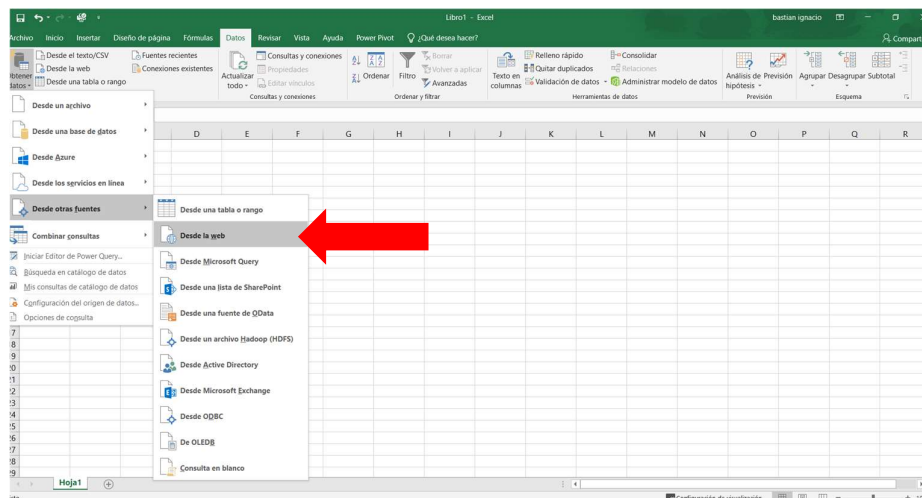 Libro1 - Excel
bastian ignacio
Archivo Inicio Insertar Diseño de página Fórmulas Datos Revisar Vista Ayuda Power Pivot ¿Qué desea hacer?
Desde el texto/CSV Fuentes recientes
Desde la web Conexiones existentes
Desde una tabla o rango
Actualizar todo
Consultas y conexiones
Propiedades
Editar vínculos
Consultas y conexiones
Ordenar
Filtro
Borrar
Volver a aplicar
Avanzadas
Ordenar y filtrar
Texto en columnas
Relleno rápido
Quitar duplicados
Validación de datos
Consolidar
Relaciones
Administrar modelo de datos
Herramientas de datos
Análisis de hipótesis
Previsión
Previsión
Agrupar Desagrupar Subtotal
Esquema
D E F G H I J K L M N O P Q R
Desde un archivo
Desde una base de datos
Desde Azure
Desde los servicios en línea
Desde otras fuentes
Combinar consultas
Iniciar Editor de Power Query...
Búsqueda en catálogo de datos
Mis consultas de catálogo de datos
Configuración del origen de datos...
Opciones de consulta
Desde una tabla o rango
Desde la web
Desde Microsoft Query
Desde una lista de SharePoint
Desde una fuente de OData
Desde un archivo Hadoop (HDFS)
Desde Active Directory
Desde Microsoft Exchange
Desde ODBC
De OLEDB
Consulta en blanco
Hoja1